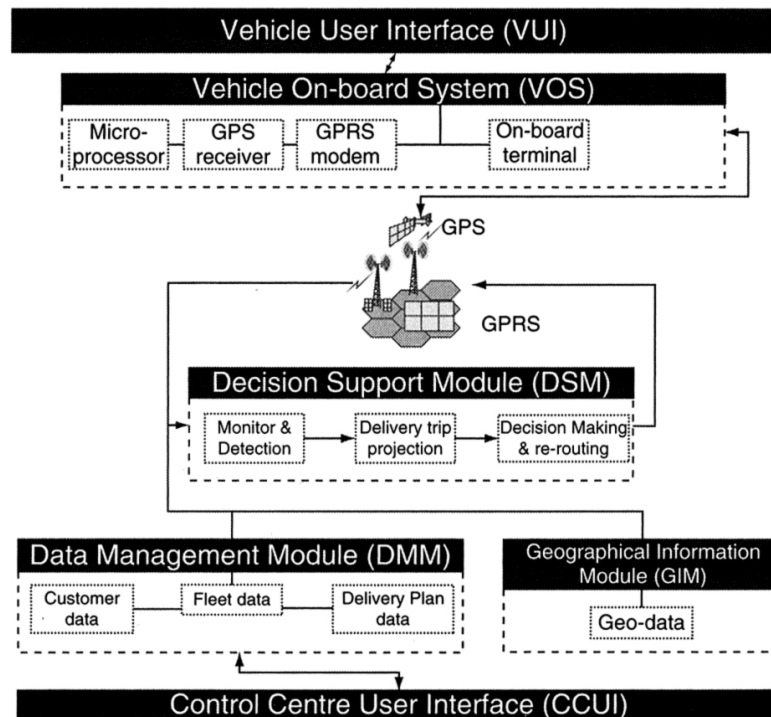 Vehicle User Interface (VUI)
Vehicle On-board System (VOS)
Micro-
processor
GPS
receiver
GPRS
modem
On-board
terminal
GPS
GPRS
Decision Support Module (DSM)
Monitor &
Detection
Delivery trip
projection
Decision Making
& re-routing
Data Management Module (DMM)
Customer
data
Fleet data
Delivery Plan
data
Geographical Information
Module (GIM)
Geo-data
Control Centre User Interface (CCUI)